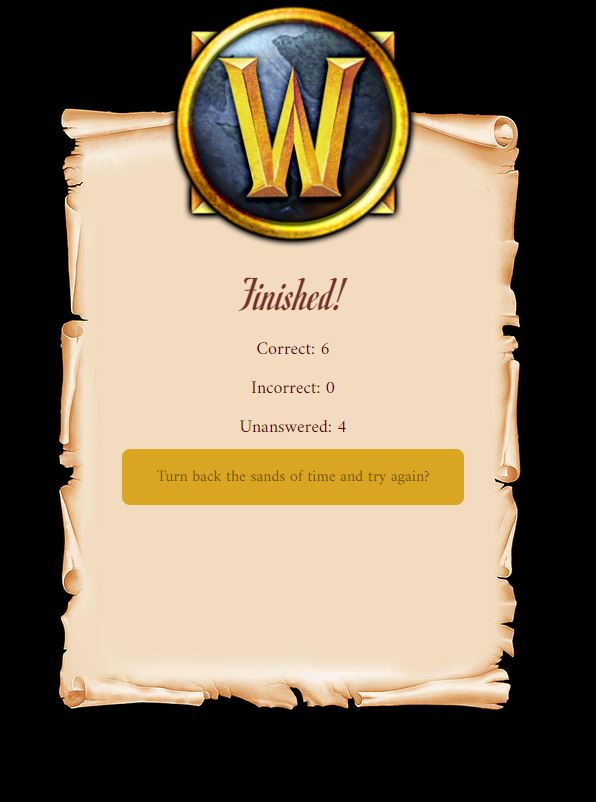 W
Finished!
Correct: 6
Incorrect: 0
Unanswered: 4
Turn back the sands of time and try again?